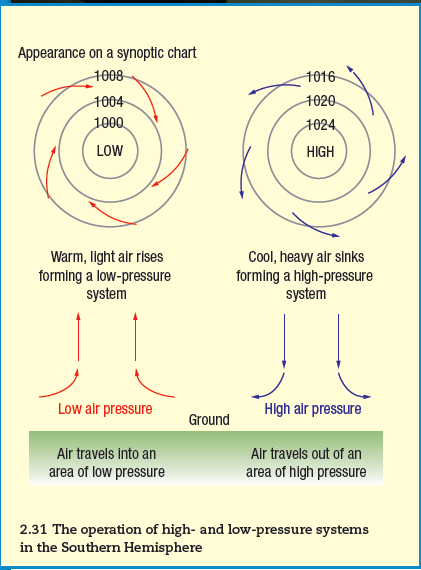 Appearance on a synoptic chart
1008
1004
1000
LOW
1016
1020
1024
HIGH
Warm, light air rises
forming a low-pressure
system
Cool, heavy air sinks
forming a high-pressure
system
Low air pressure
High air pressure
Ground
Air travels into an
area of low pressure
Air travels out of an
area of high pressure
2.31 The operation of high- and low-pressure systems
in the Southern Hemisphere